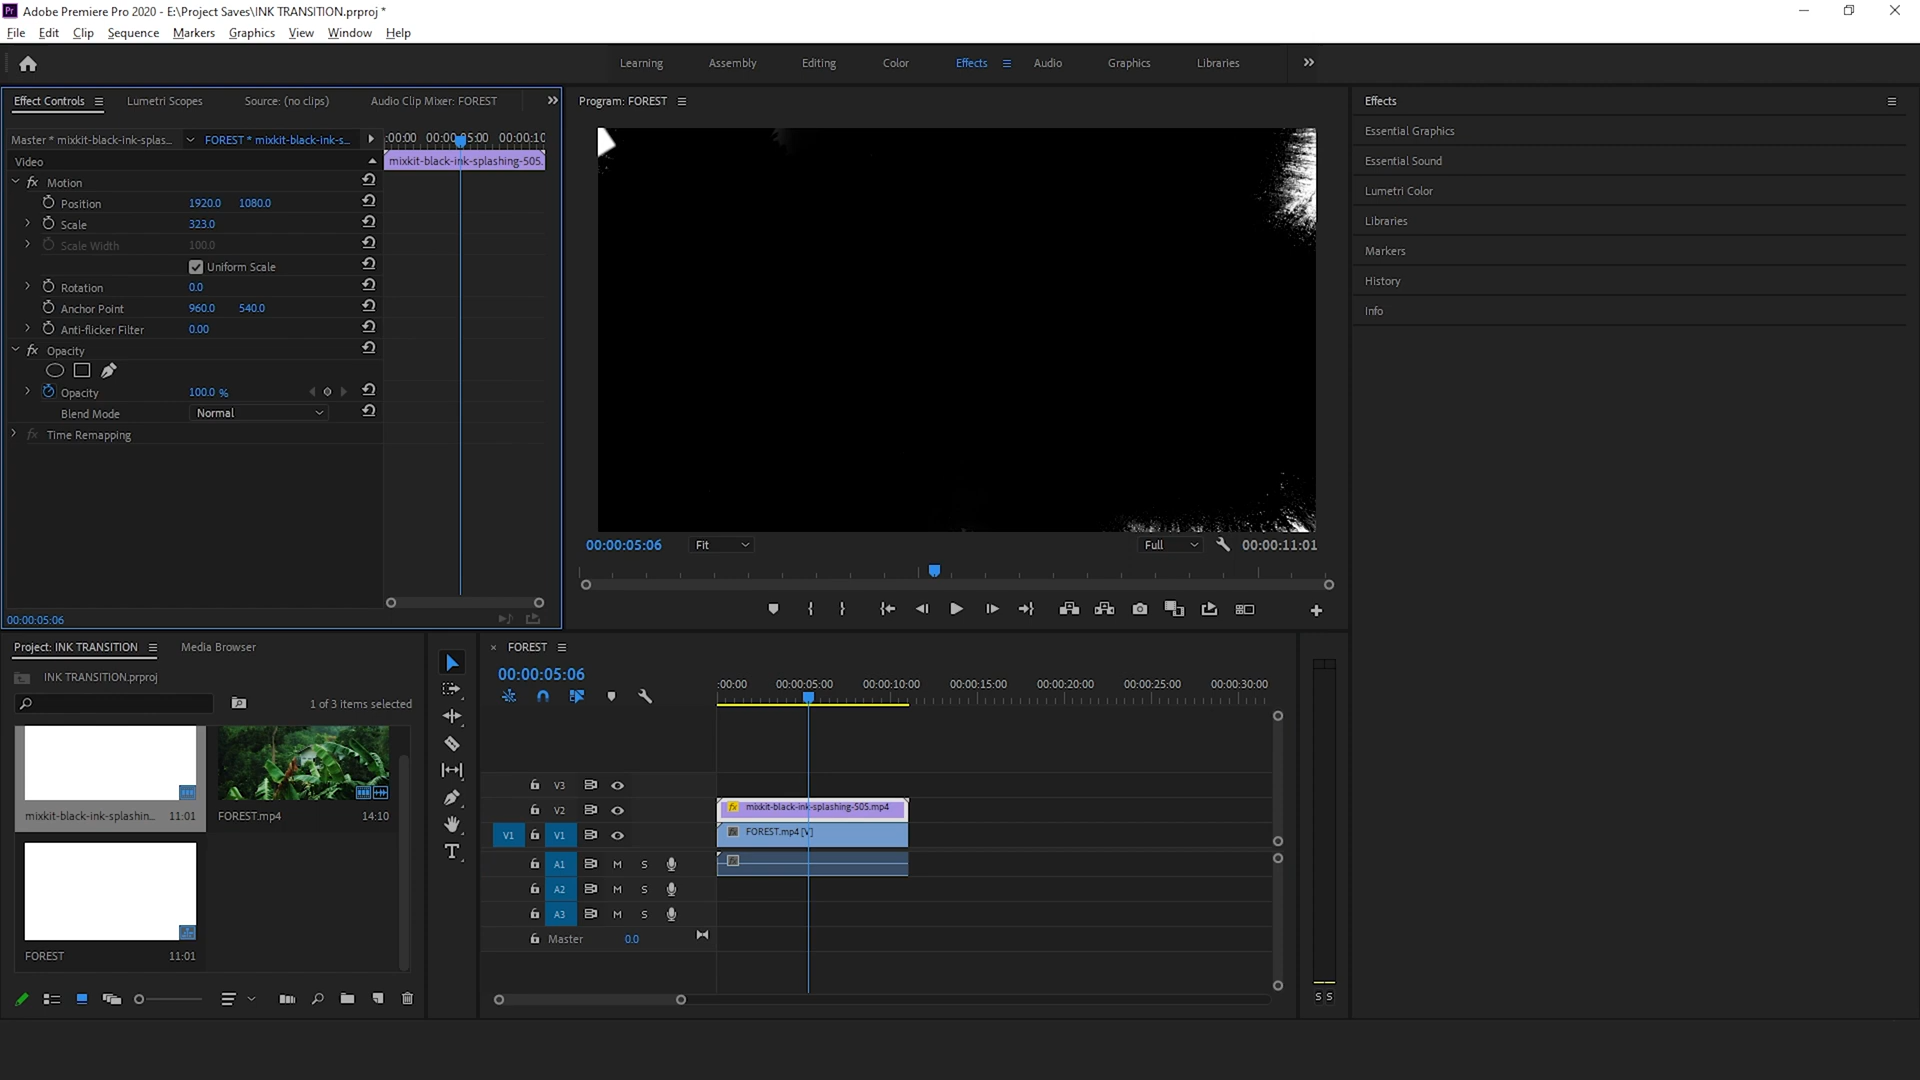 Adobe Premiere Pro 2020 - E:\Project Saves\INK TRANSITION.prproj *
File Edit Clip Sequence Markers Graphics View Window Help
Learning Assembly Editing Color Effects Audio Graphics Libraries
Effect Controls Lumetri Scopes Source: (no clips) Audio Clip Mixer: FOREST
Master * mixkit-black-ink-splas... FOREST * mixkit-black-ink-s... :00:00 00:00:05:00 00:00:10
Video mixkit-black-ink-splashing-505.
fx Motion
Position 1920.0 1080.0
Scale 323.0
Scale Width 100.0
Uniform Scale
Rotation 0.0
Anchor Point 960.0 540.0
Anti-flicker Filter 0.00
fx Opacity
Opacity 100.0 %
Blend Mode Normal
fx Time Remapping
00:00:05:06
Program: FOREST
00:00:05:06 Fit Full 00:00:11:01
Effects
Essential Graphics
Essential Sound
Lumetri Color
Libraries
Markers
History
Info
Project: INK TRANSITION Media Browser
INK TRANSITION.prproj
1 of 3 items selected
mixkit-black-ink-splashin... 11:01 FOREST.mp4 14:10
FOREST 11:01
FOREST
00:00:05:06
:00:00 00:00:05:00 00:00:10:00 00:00:15:00 00:00:20:00 00:00:25:00 00:00:30:00
V3
V2 fx mixkit-black-ink-splashing-505.mp4
V1 V1 FOREST.mp4 [V]
A1 M S
A2 M S
A3 M S
Master 0.0
S S